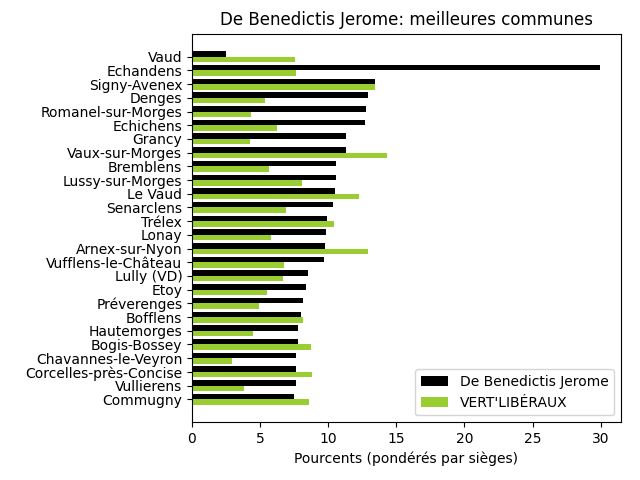 De Benedictis Jerome: meilleures communes
Vaud
Echandens
Signy-Avenex
Denges
Romanel-sur-Morges
Echichens
Grancy
Vaux-sur-Morges
Bremblens
Lussy-sur-Morges
Le Vaud
Senarclens
Trélex
Lonay
Arnex-sur-Nyon
Vufflens-le-Château
Lully (VD)
Etoy
Préverenges
Bofflens
Hautemorges
Bogis-Bossey
Chavannes-le-Veyron
Corcelles-près-Concise
Vullierens
Commugny
De Benedictis Jerome
VERT'LIBÉRAUX
0 5 10 15 20 25 30
Pourcents (pondérés par sièges)